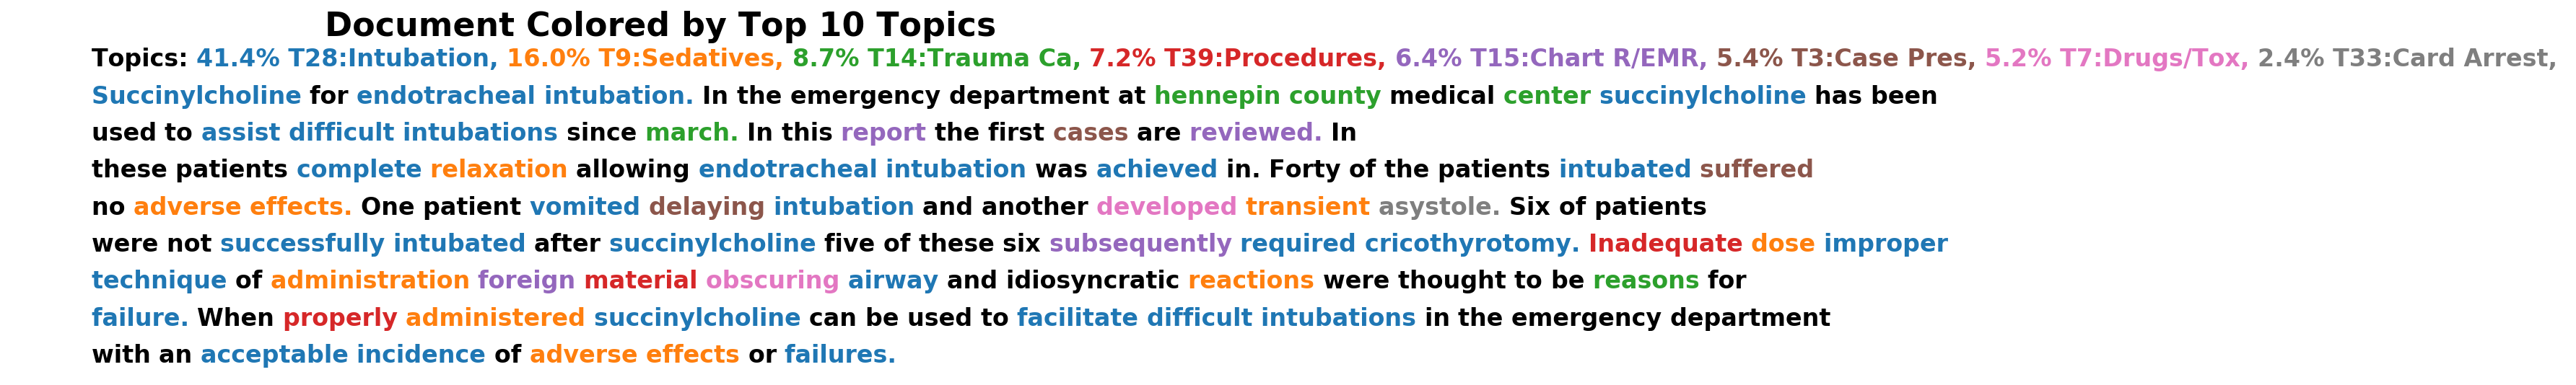 Document Colored by Top 10 Topics
Topics: 41.4% T28:Intubation, 16.0% T9:Sedatives, 8.7% T14:Trauma Ca, 7.2% T39:Procedures, 6.4% T15:Chart R/EMR, 5.4% T3:Case Pres, 5.2% T7:Drugs/Tox, 2.4% T33:Card Arrest,
Succinylcholine for endotracheal intubation. In the emergency department at hennepin county medical center succinylcholine has been
used to assist difficult intubations since march. In this report the first cases are reviewed. In
these patients complete relaxation allowing endotracheal intubation was achieved in. Forty of the patients intubated suffered
no adverse effects. One patient vomited delaying intubation and another developed transient asystole. Six of patients
were not successfully intubated after succinylcholine five of these six subsequently required cricothyrotomy. Inadequate dose improper
technique of administration foreign material obscuring airway and idiosyncratic reactions were thought to be reasons for
failure. When properly administered succinylcholine can be used to facilitate difficult intubations in the emergency department
with an acceptable incidence of adverse effects or failures.